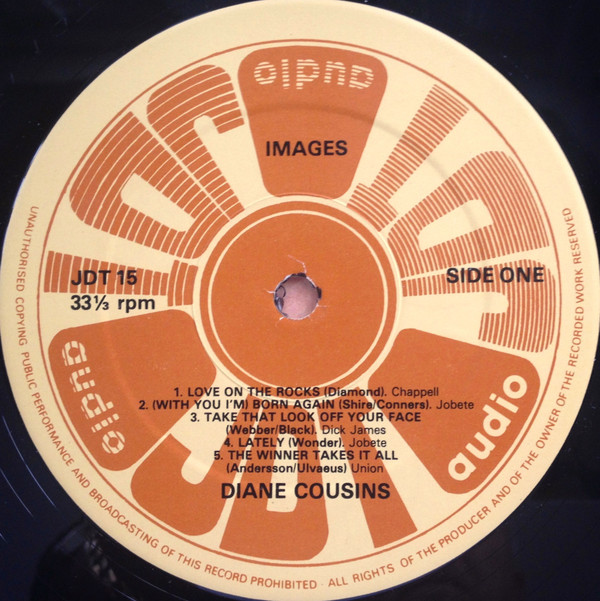 audio
IMAGES
JDT 15
33⅓ rpm
SIDE ONE
audio
audio
1. LOVE ON THE ROCKS (Diamond). Chappell
2. (WITH YOU I'M) BORN AGAIN (Shire/Conners). Jobete
3. TAKE THAT LOOK OFF YOUR FACE
(Webber/Black). Dick James
4. LATELY (Wonder). Jobete
5. THE WINNER TAKES IT ALL
(Andersson/Ulvaeus) Union
DIANE COUSINS
UNAUTHORISED COPYING PUBLIC PERFORMANCE AND BROADCASTING OF THIS RECORD PROHIBITED · ALL RIGHTS OF THE PRODUCER AND OF THE OWNER OF THE RECORDED WORK RESERVED